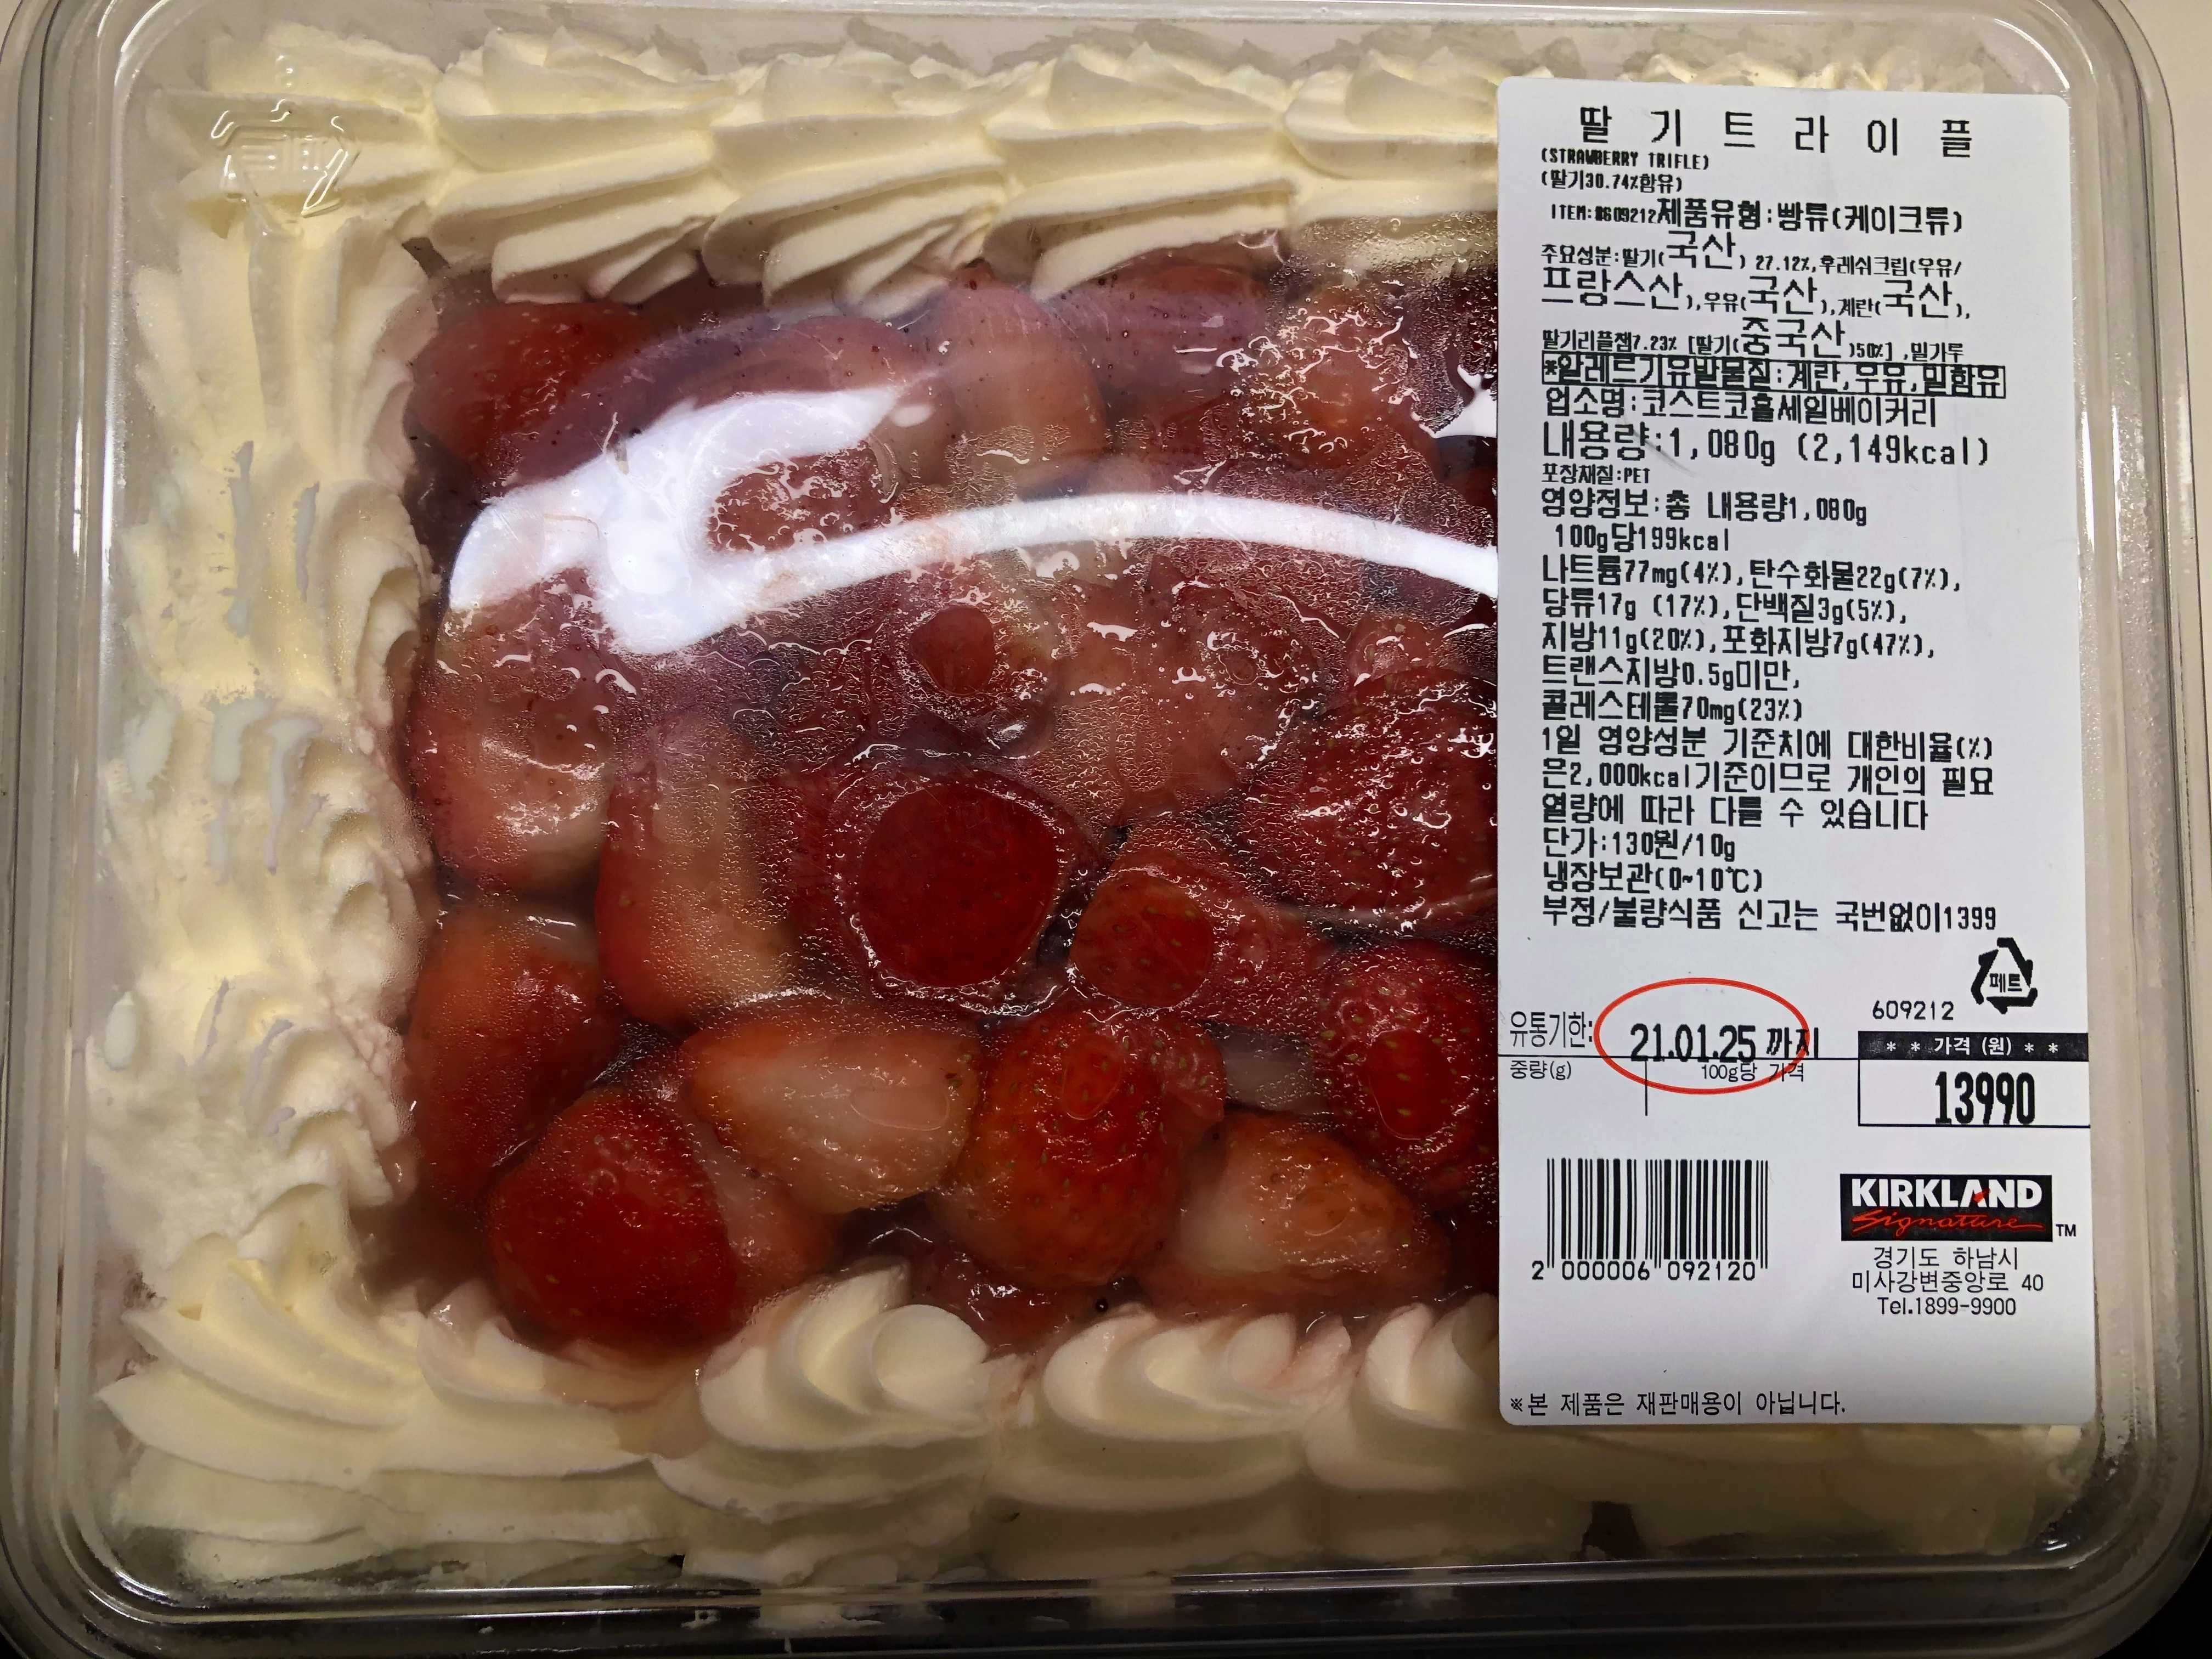 딸기트라이플
(STRAWBERRY TRIFLE)
(딸기30.74%함유)
ITEM:#609212제품유형:빵류(케이크류)
주요성분:딸기(국산) 27.12%,후레쉬크림(우유/
프랑스산),우유(국산),계란(국산),
딸기리플잼7.23% [딸기(중국산)50%] ,밀가루
*알레르기유발물질:계란,우유,밀함유
업소명:코스트코홀세일베이커리
내용량:1,080g (2,149kcal)
포장재질:PET
영양정보:총 내용량1,080g
100g당199kcal
나트륨77mg(4%),탄수화물22g(7%),
당류17g (17%),단백질3g(5%),
지방11g(20%),포화지방7g(47%),
트랜스지방0.5g미만,
콜레스테롤70mg(23%)
1일 영양성분 기준치에 대한비율(%)
은2,000kcal기준이므로 개인의 필요
열량에 따라 다를 수 있습니다
단가:130원/10g
냉장보관(0~10℃)
부정/불량식품 신고는 국번없이1399
페트
609212
유통기한: 21.01.25 까지
중량(g) 100g당 가격
* * 가격 (원) * *
13990
2 000006 092120
KIRKLAND
Signature TM
경기도 하남시
미사강변중앙로 40
Tel.1899-9900
※본 제품은 재판매용이 아닙니다.